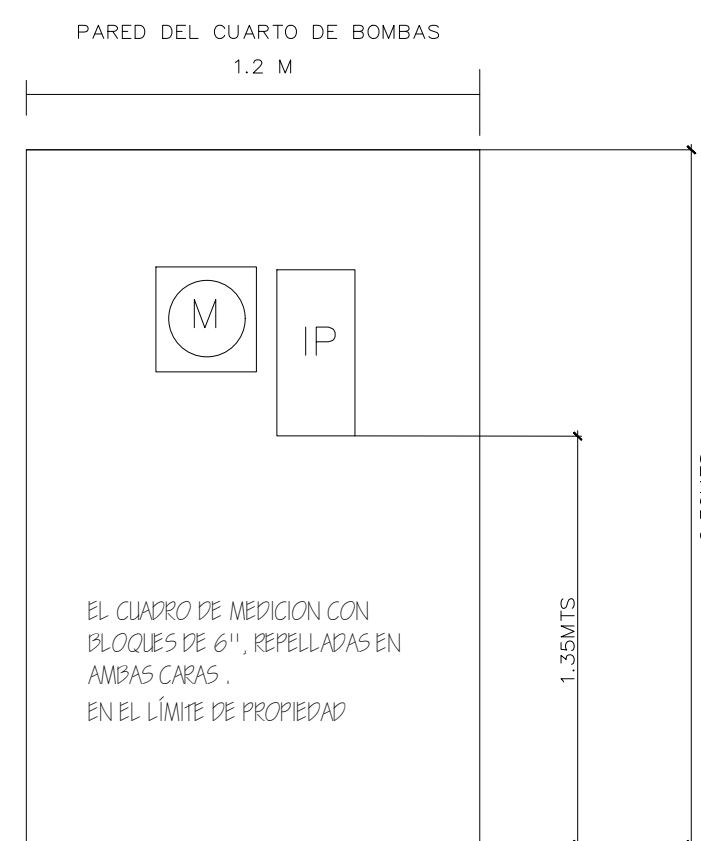 PARED DEL CUARTO DE BOMBAS
1.2 M
M
IP
EL CUADRO DE MEDICION CON
BLOQUES DE 6'', REPELLADAS EN
AMBAS CARAS .
EN EL LÍMITE DE PROPIEDAD
1.35MTS